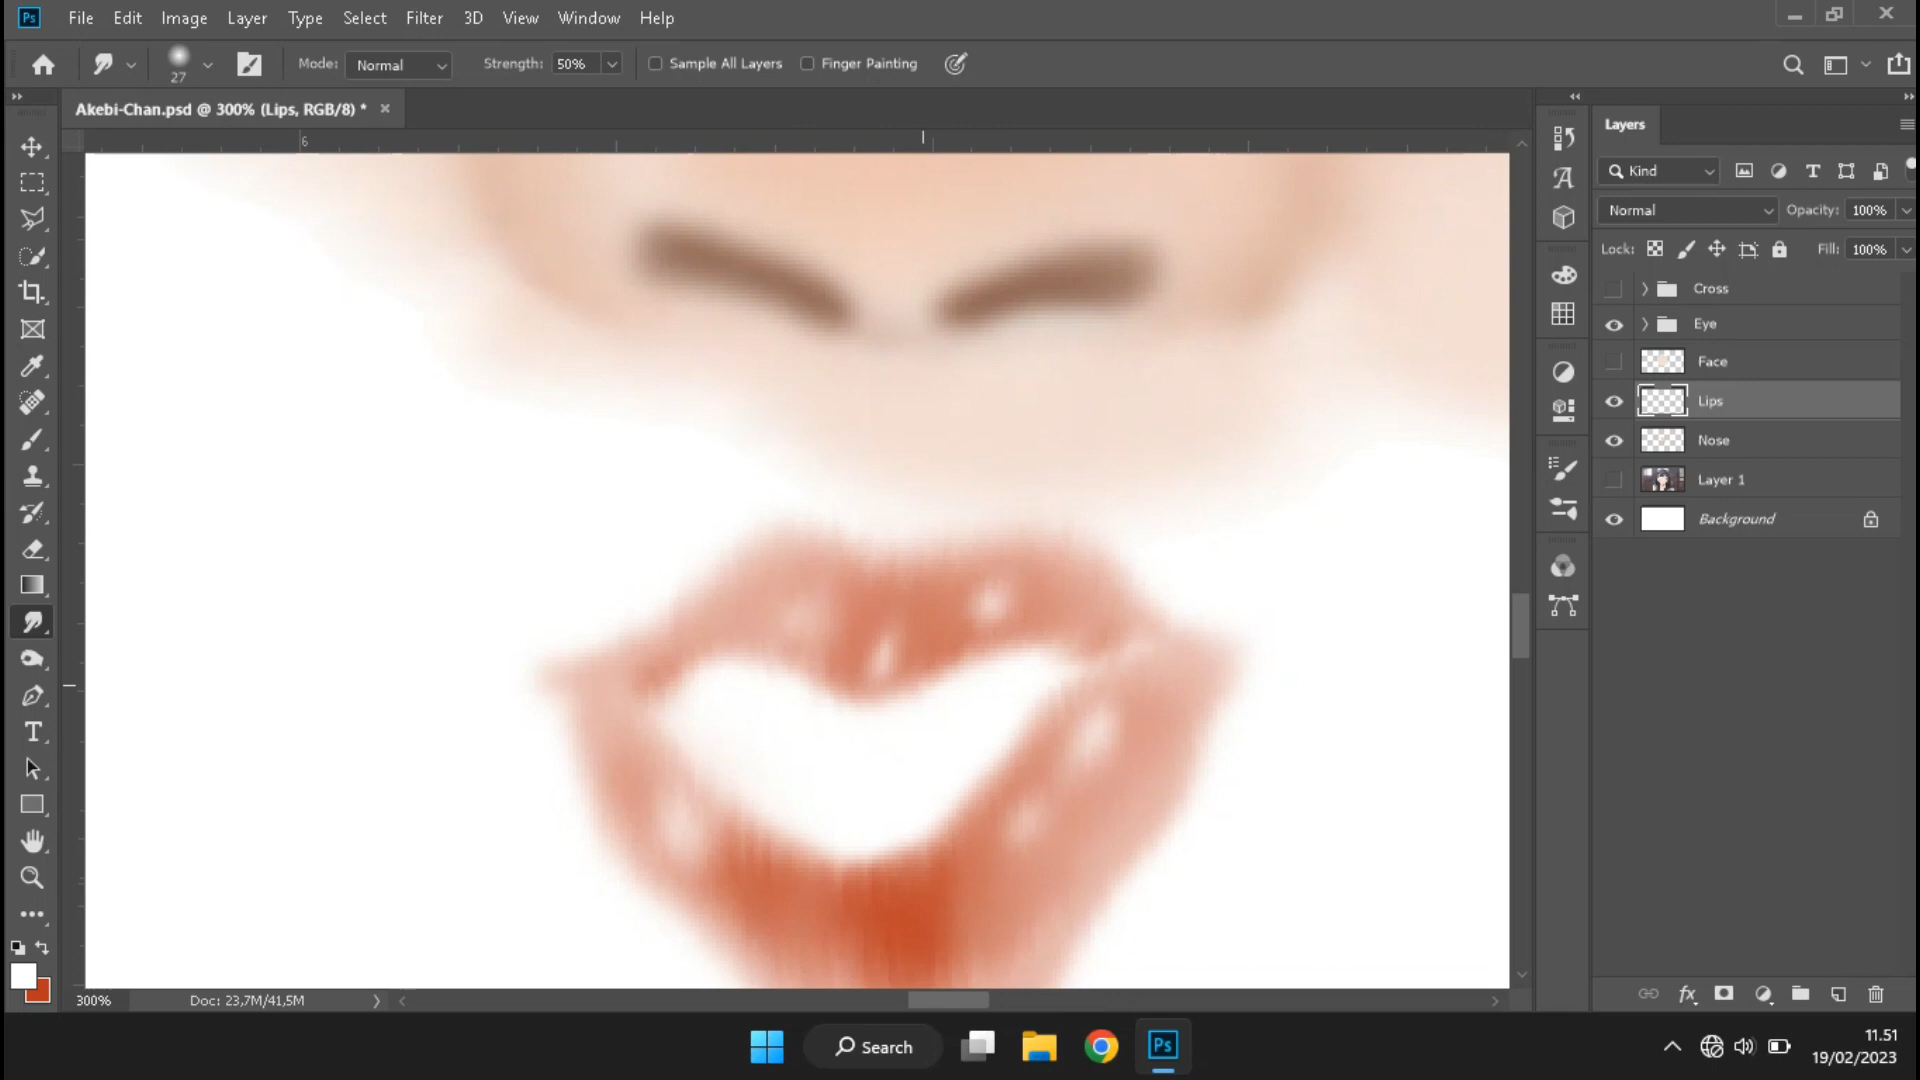 Ps File Edit Image Layer Type Select Filter 3D View Window Help
27 Mode: Normal Strength: 50% Sample All Layers Finger Painting
Akebi-Chan.psd @ 300% (Lips, RGB/8) *
6
Layers
Kind
Normal Opacity: 100%
Lock: Fill: 100%
Cross
Eye
Face
Lips
Nose
Layer 1
Background
300% Doc: 23,7M/41,5M
fx
Search Ps
11.51
19/02/2023